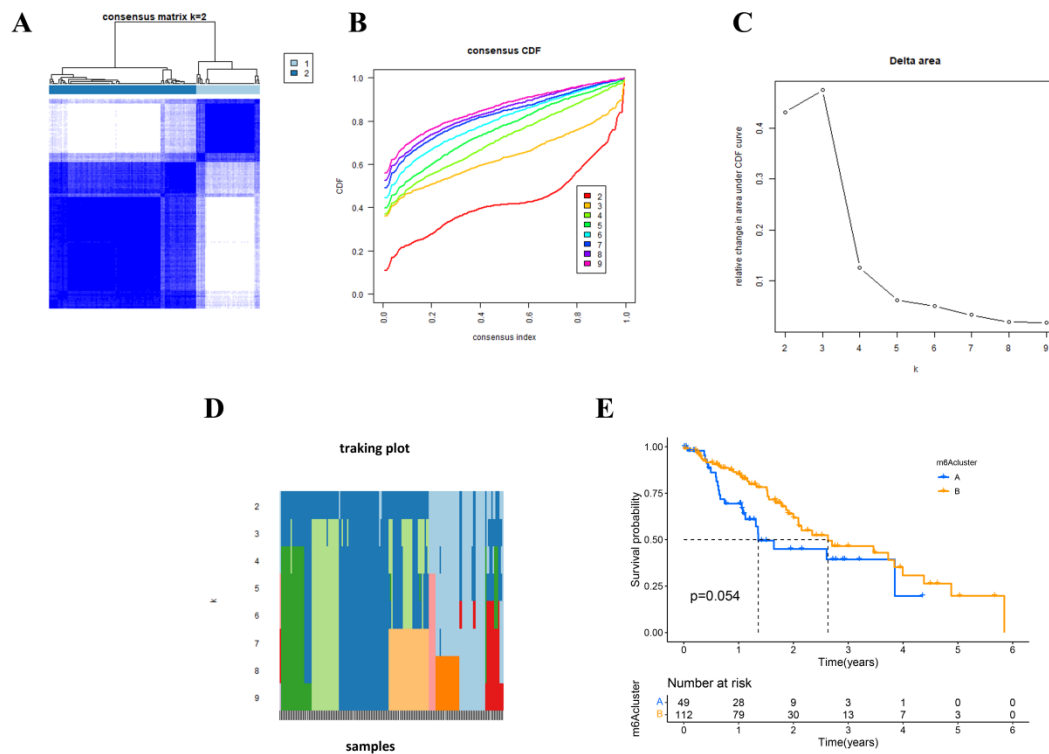 A
consensus matrix k=2
1
2
B
consensus CDF
CDF
1.0
0.8
0.6
0.4
0.2
0.0
2
3
4
5
6
7
8
9
0.0 0.2 0.4 0.6 0.8 1.0
consensus index
C
Delta area
relative change in area under CDF curve
0.4
0.3
0.2
0.1
2 3 4 5 6 7 8 9
k
D
traking plot
k
2
3
4
5
6
7
8
9
samples
E
m6Acluster
A
B
Survival probability
1.00
0.75
0.50
0.25
0.00
p=0.054
0 1 2 3 4 5 6
Time(years)
Number at risk
m6Acluster
A 49 28 9 3 1 0 0
B 112 79 30 13 7 3 0
0 1 2 3 4 5 6
Time(years)